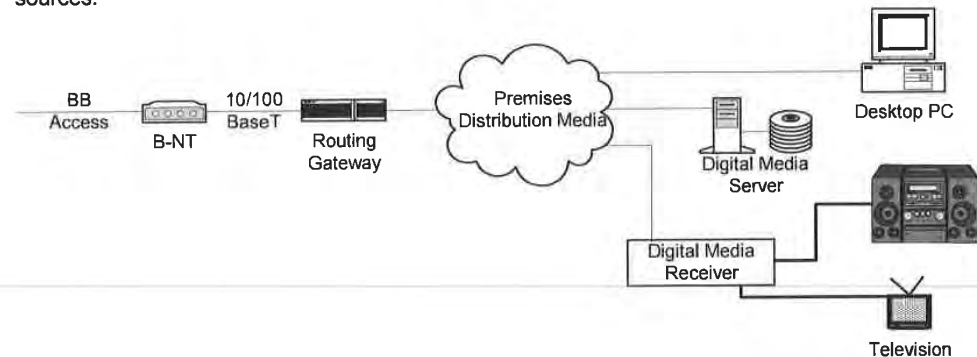 sources.
BB
Access
B-NT
10/100
BaseT
Routing
Gateway
Premises
Distribution Media
Desktop PC
Digital Media
Server
Digital Media
Receiver
Television